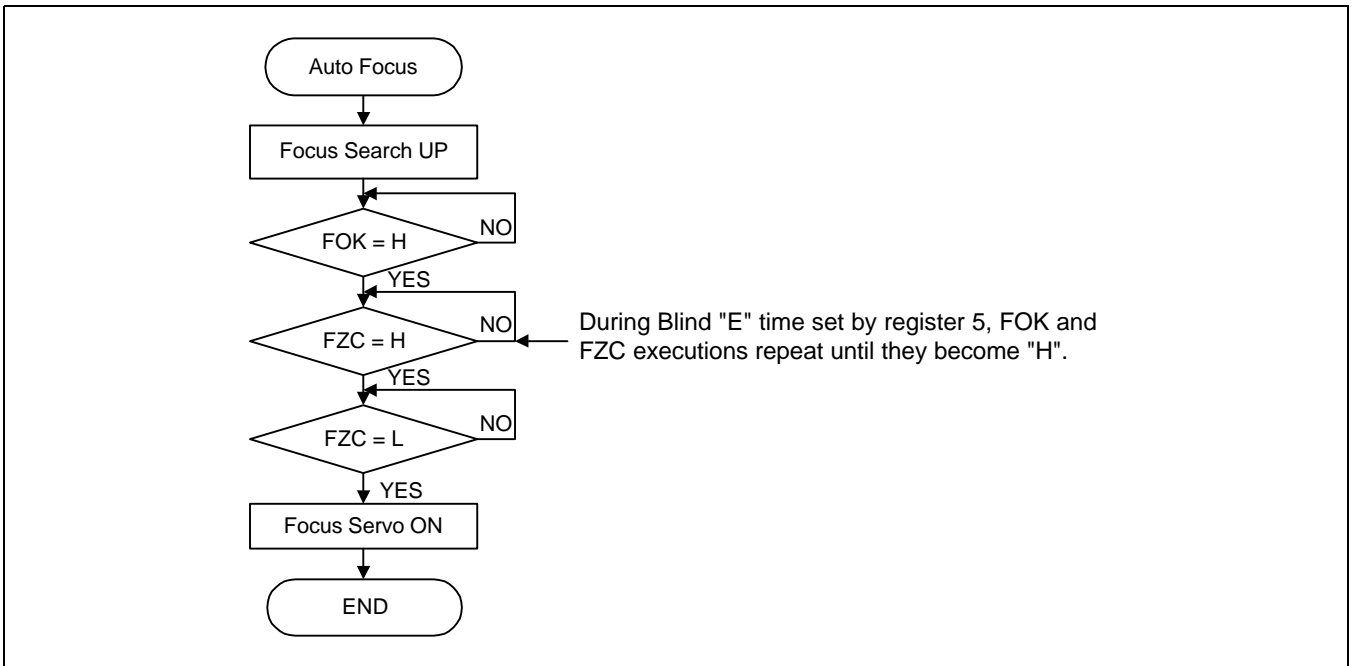 Auto Focus
Focus Search UP
NO
FOK = H
YES
NO
FZC = H
During Blind "E" time set by register 5, FOK and
FZC executions repeat until they become "H".
YES
NO
FZC = L
YES
Focus Servo ON
END